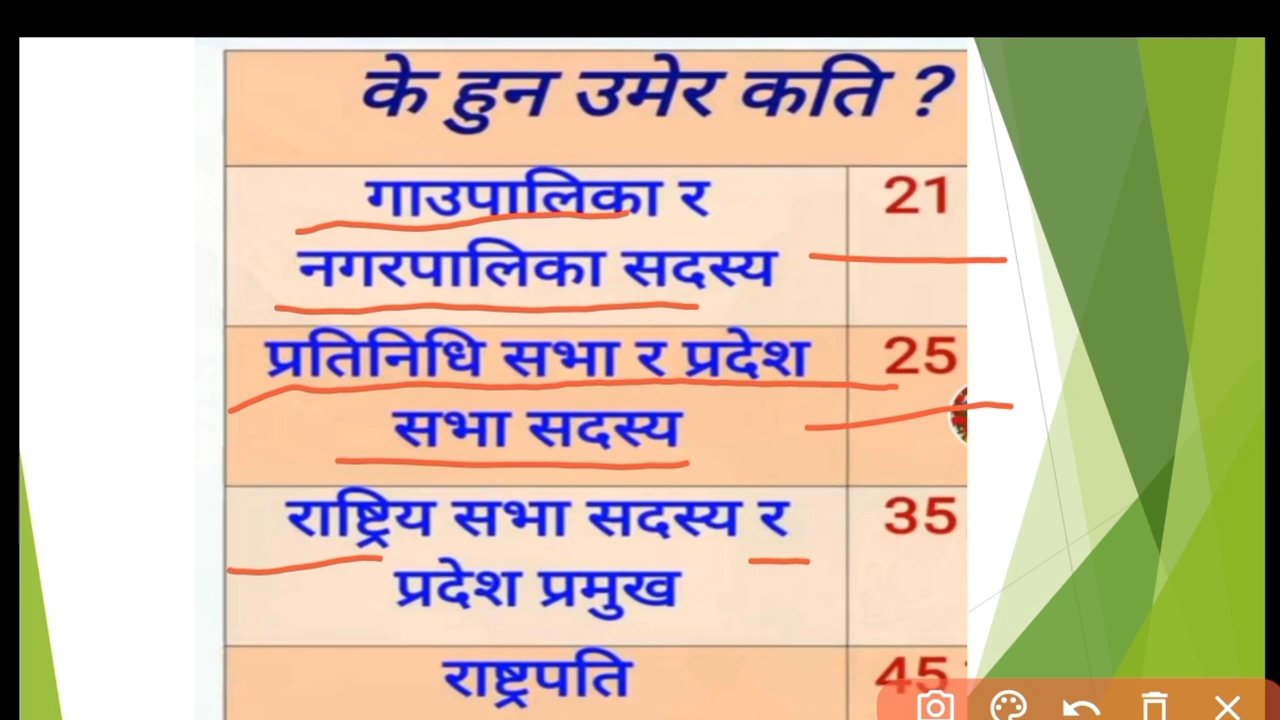 के हुन उमेर कति ?
गाउपालिका र
नगरपालिका सदस्य
21
प्रतिनिधि सभा र प्रदेश
सभा सदस्य
25
राष्ट्रिय सभा सदस्य र
प्रदेश प्रमुख
35
राष्ट्रपति
45